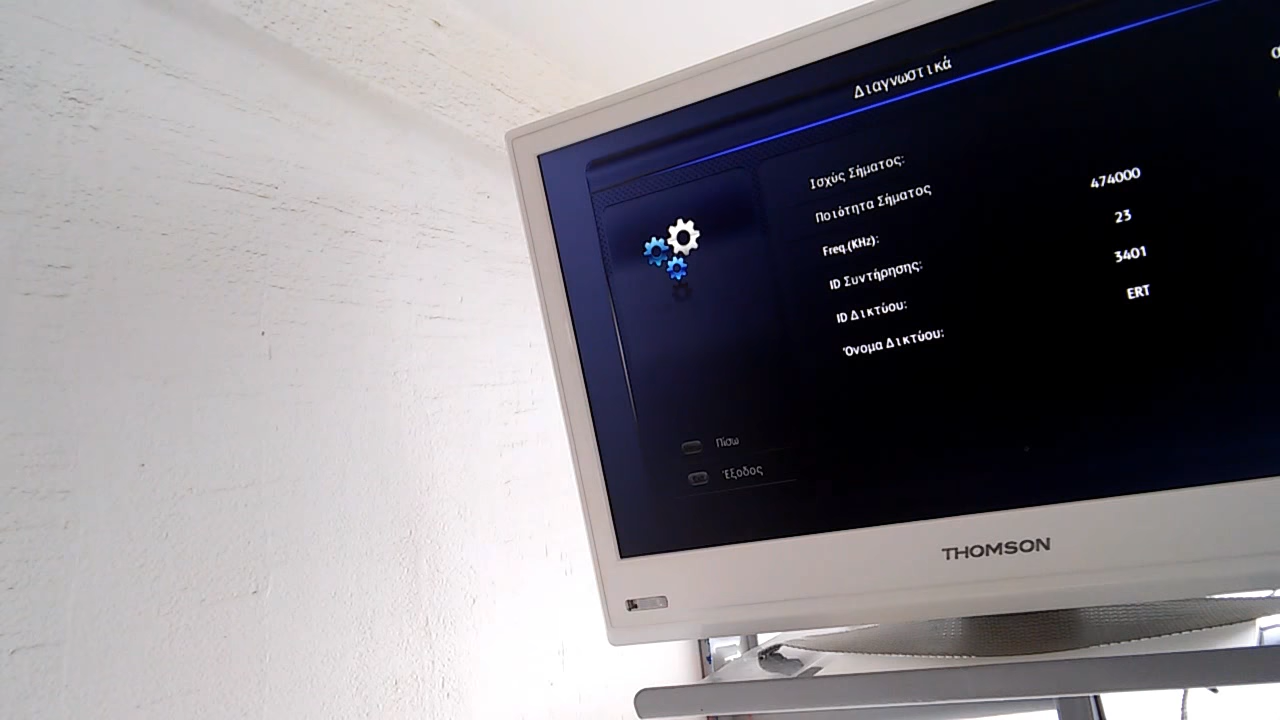 Διαγνωστικά
Ισχύς Σήματος:
Ποιότητα Σήματος
Freq.(KHz): 474000
ID Συντήρησης: 23
ID Δικτύου: 3401
Όνομα Δικτύου: ERT
Πίσω
Έξοδος
THOMSON